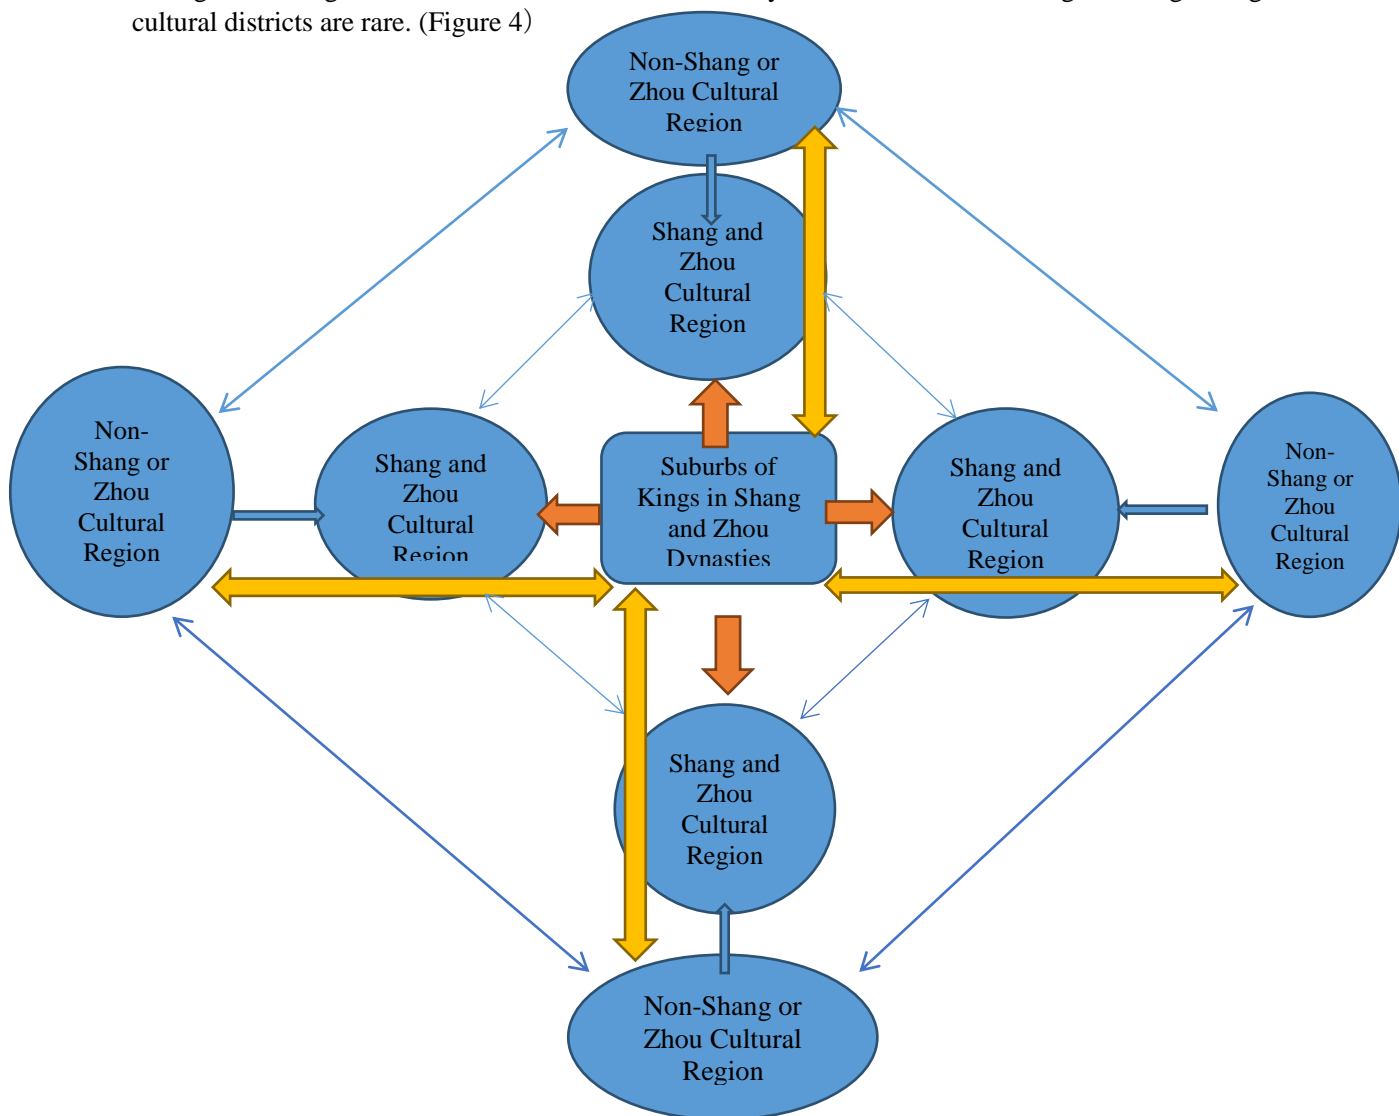 cultural districts are rare. (Figure 4)
Non-Shang or
Zhou Cultural
Region
Shang and
Zhou
Cultural
Region
Non-
Shang or
Zhou
Cultural
Region
Shang and
Zhou
Cultural
Region
Suburbs of
Kings in Shang
and Zhou
Dynasties
Shang and
Zhou
Cultural
Region
Non-
Shang or
Zhou
Cultural
Region
Shang and
Zhou
Cultural
Region
Non-Shang or
Zhou Cultural
Region